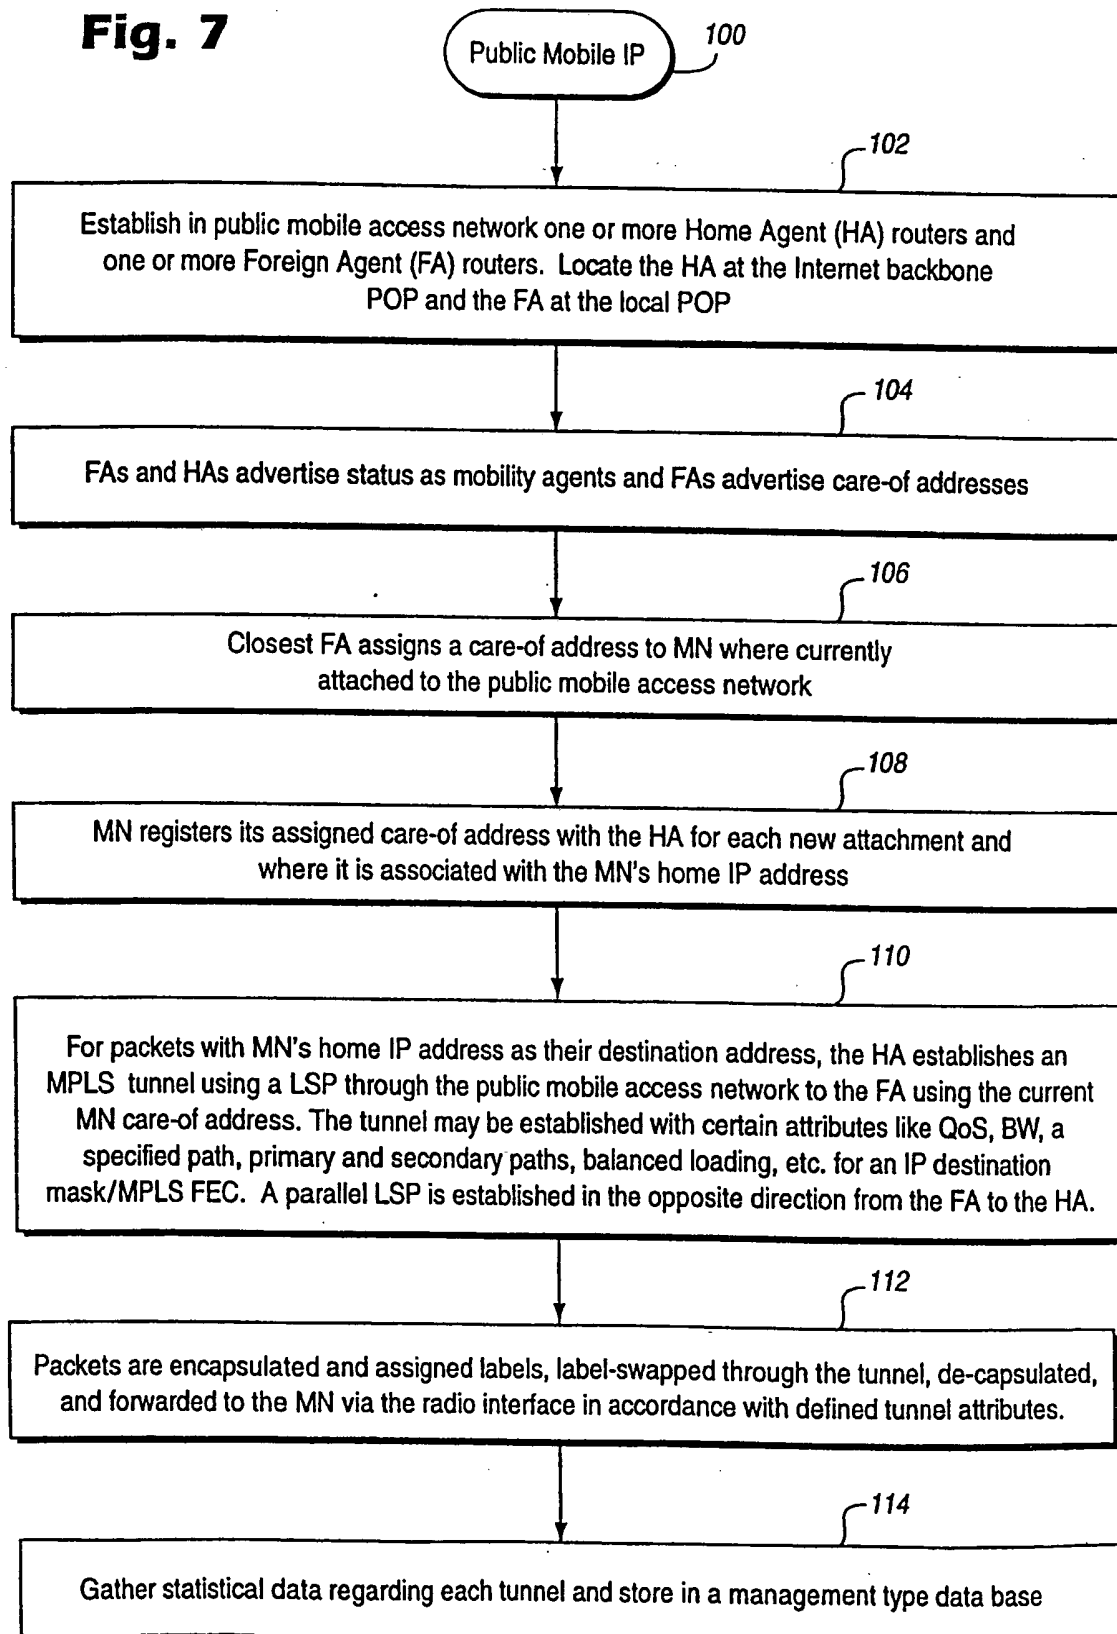 Fig. 7
Public Mobile IP
100
102
Establish in public mobile access network one or more Home Agent (HA) routers and
one or more Foreign Agent (FA) routers. Locate the HA at the Internet backbone
POP and the FA at the local POP
104
FAs and HAs advertise status as mobility agents and FAs advertise care-of addresses
106
Closest FA assigns a care-of address to MN where currently
attached to the public mobile access network
108
MN registers its assigned care-of address with the HA for each new attachment and
where it is associated with the MN's home IP address
110
For packets with MN's home IP address as their destination address, the HA establishes an
MPLS tunnel using a LSP through the public mobile access network to the FA using the current
MN care-of address. The tunnel may be established with certain attributes like QoS, BW, a
specified path, primary and secondary paths, balanced loading, etc. for an IP destination
mask/MPLS FEC. A parallel LSP is established in the opposite direction from the FA to the HA.
112
Packets are encapsulated and assigned labels, label-swapped through the tunnel, de-capsulated,
and forwarded to the MN via the radio interface in accordance with defined tunnel attributes.
114
Gather statistical data regarding each tunnel and store in a management type data base